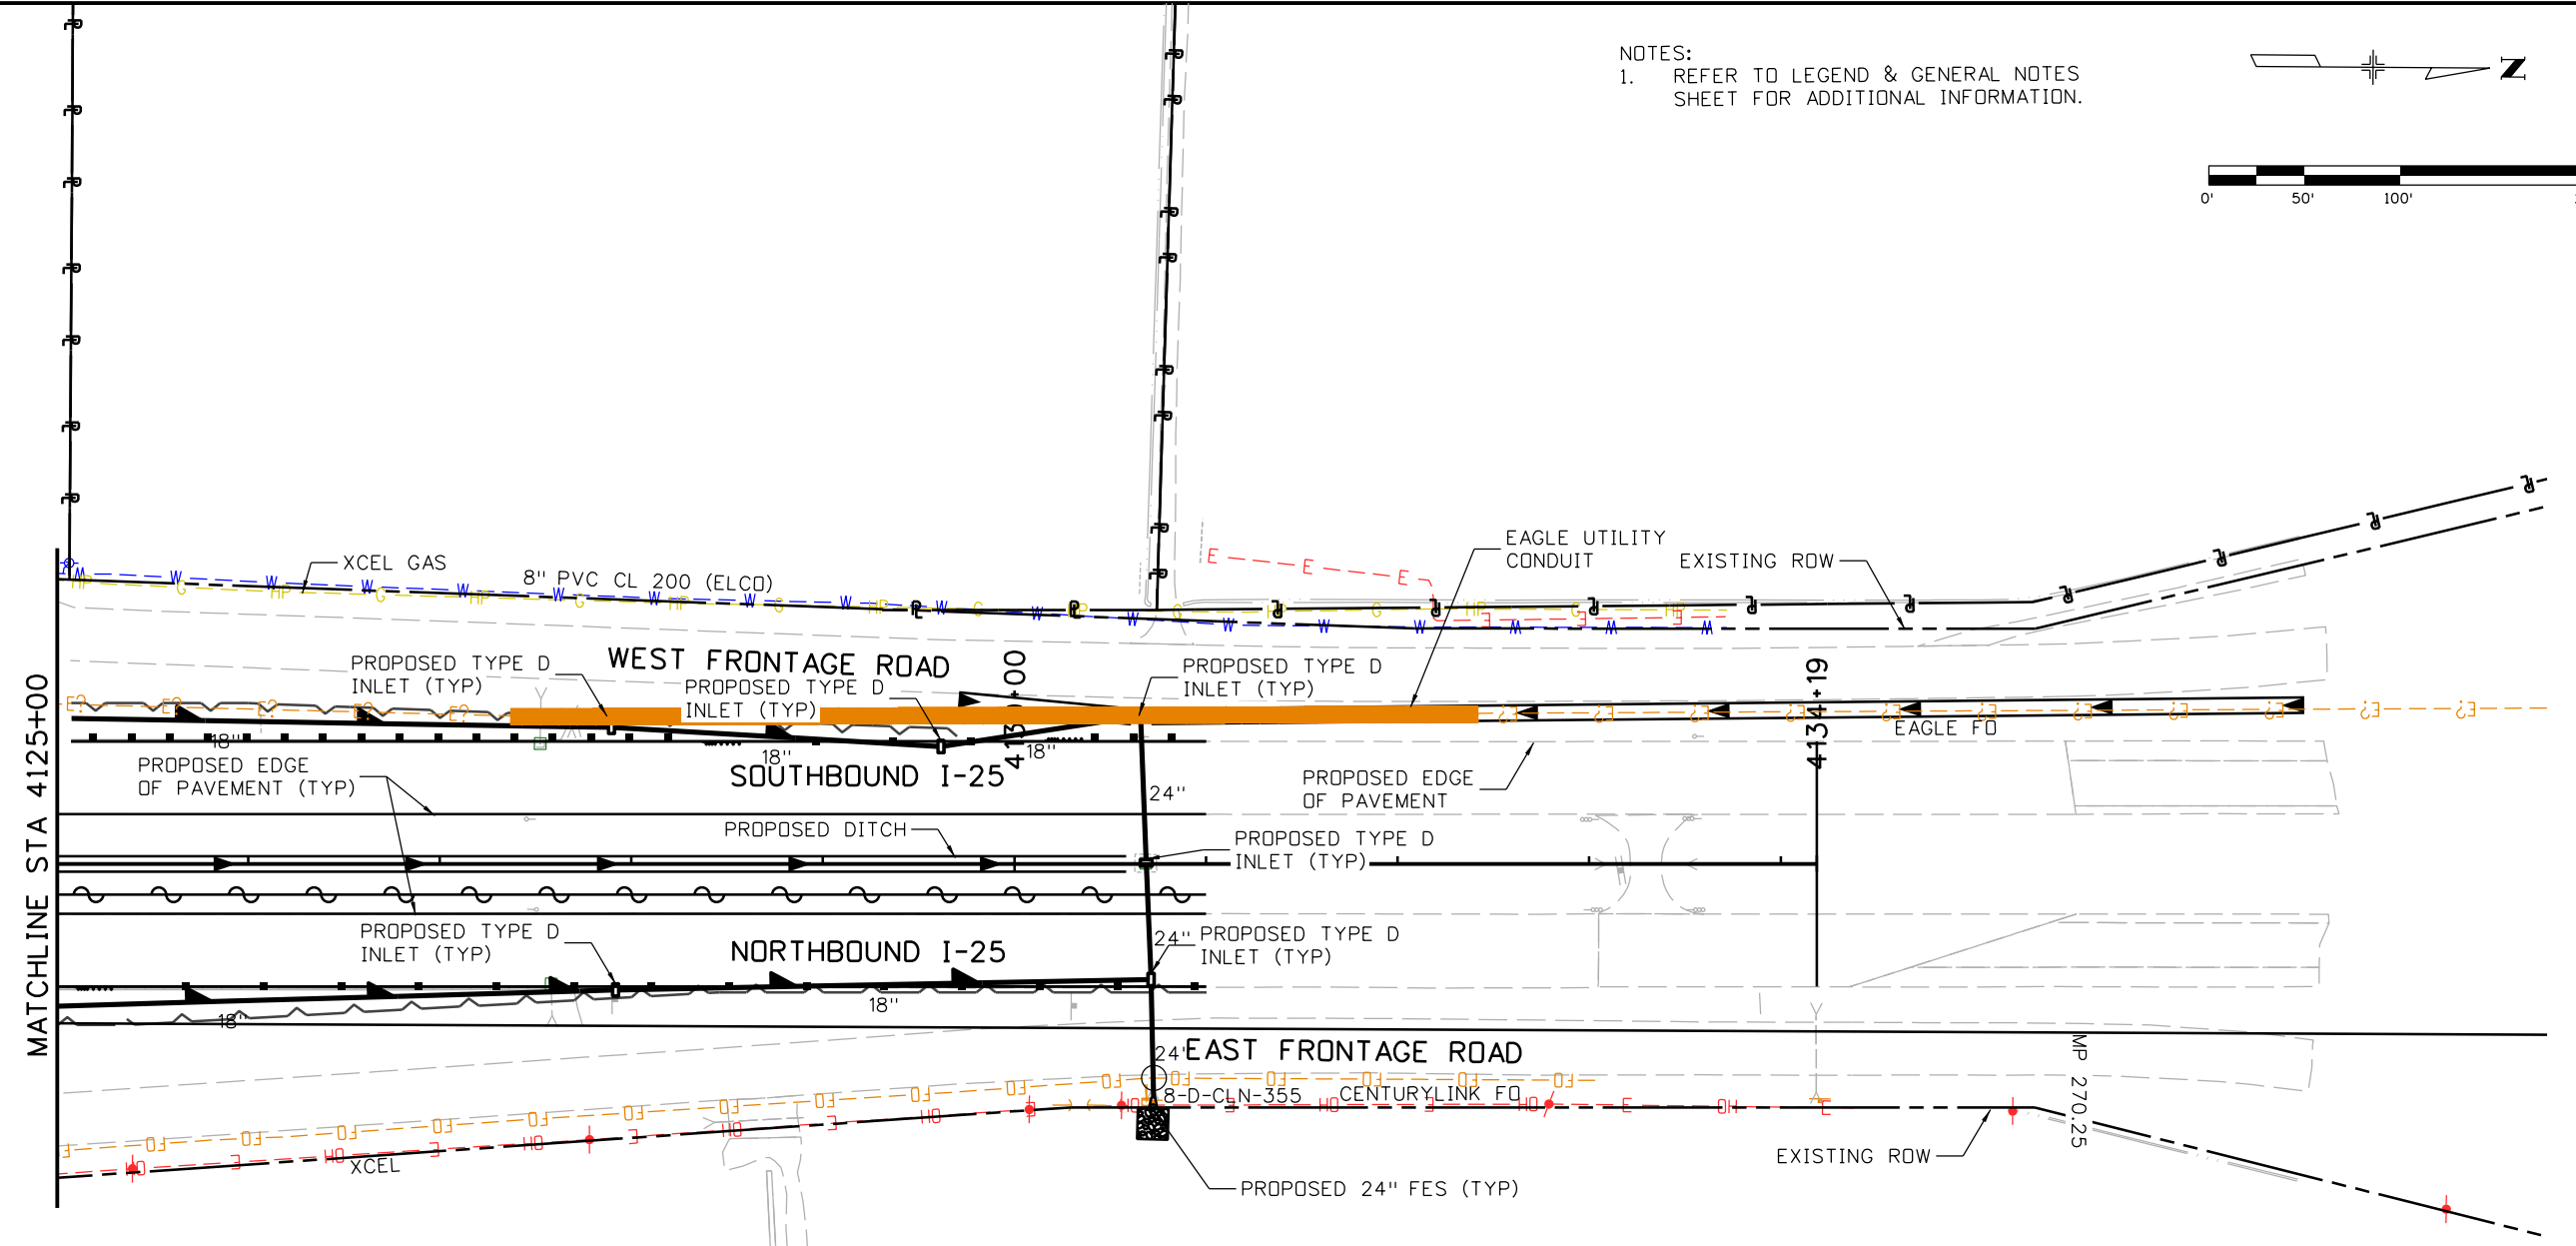 NOTES:
1. REFER TO LEGEND & GENERAL NOTES
SHEET FOR ADDITIONAL INFORMATION.
N
0' 50' 100'
XCEL GAS
8" PVC CL 200 (ELCO)
EAGLE UTILITY
CONDUIT
EXISTING ROW
WEST FRONTAGE ROAD
PROPOSED TYPE D
INLET (TYP)
PROPOSED TYPE D
INLET (TYP)
PROPOSED TYPE D
INLET (TYP)
4130+00
4134+19
EAGLE FO
18"
18"
18"
SOUTHBOUND I-25
PROPOSED EDGE
OF PAVEMENT (TYP)
24"
PROPOSED EDGE
OF PAVEMENT
PROPOSED DITCH
PROPOSED TYPE D
INLET (TYP)
MATCHLINE STA 4125+00
PROPOSED TYPE D
INLET (TYP)
NORTHBOUND I-25
24"
PROPOSED TYPE D
INLET (TYP)
18"
18"
24"
EAST FRONTAGE ROAD
MP 270.25
8-D-CLN-355
CENTURYLINK FO
XCEL
EXISTING ROW
PROPOSED 24" FES (TYP)